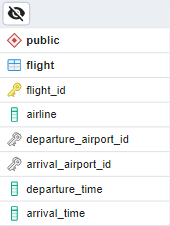 public
flight
flight_id
airline
departure_airport_id
arrival_airport_id
departure_time
arrival_time